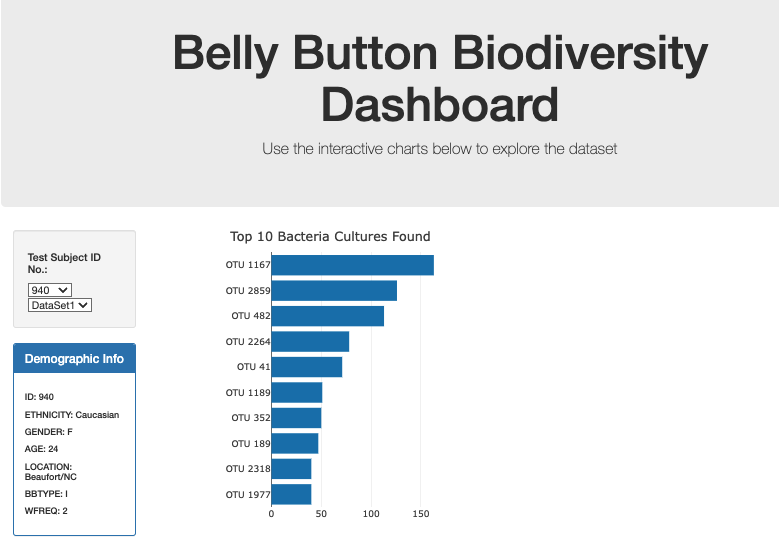 Belly Button Biodiversity
Dashboard
Use the interactive charts below to explore the dataset
Test Subject ID
No.:
940
DataSet1
Demographic Info
ID: 940
ETHNICITY: Caucasian
GENDER: F
AGE: 24
LOCATION:
Beaufort/NC
BBTYPE: I
WFREQ: 2
Top 10 Bacteria Cultures Found
OTU 1167
OTU 2859
OTU 482
OTU 2264
OTU 41
OTU 1189
OTU 352
OTU 189
OTU 2318
OTU 1977
0 50 100 150